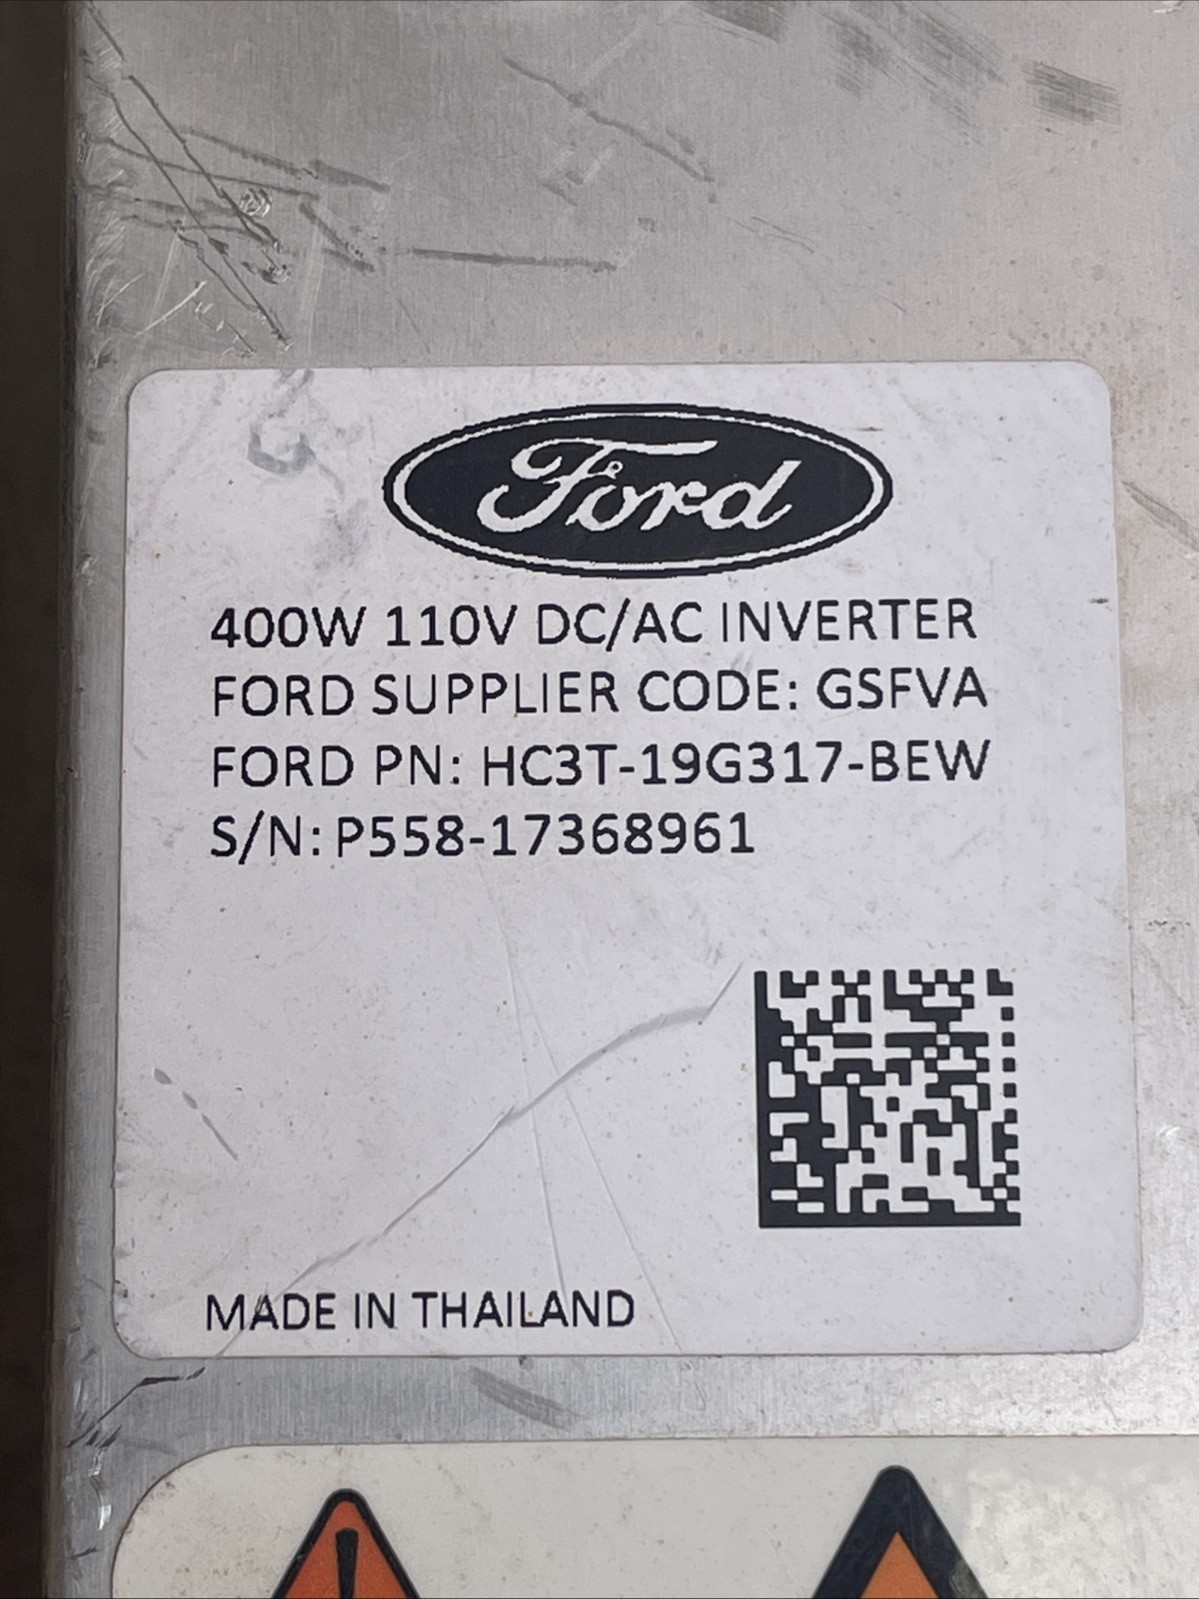 Ford
400W 110V DC/AC INVERTER
FORD SUPPLIER CODE: GSFVA
FORD PN: HC3T-19G317-BEW
S/N: P558-17368961
MADE IN THAILAND